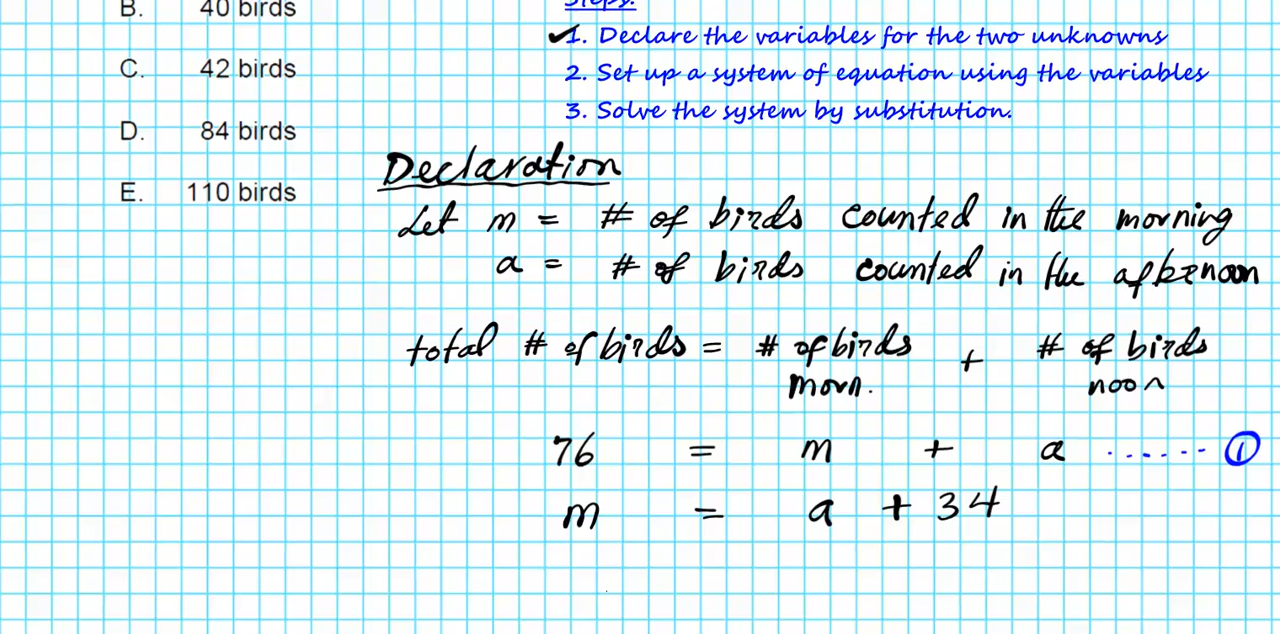 B. 40 birds
Steps:
1. Declare the variables for the two unknowns
C. 42 birds
2. Set up a system of equation using the variables
3. Solve the system by substitution.
D. 84 birds
Declaration
E. 110 birds
Let m = # of birds counted in the morning
a = # of birds counted in the afternoon
total # of birds = # of birds morn. + # of birds noon
76 = m + a ...... ①
m = a + 34